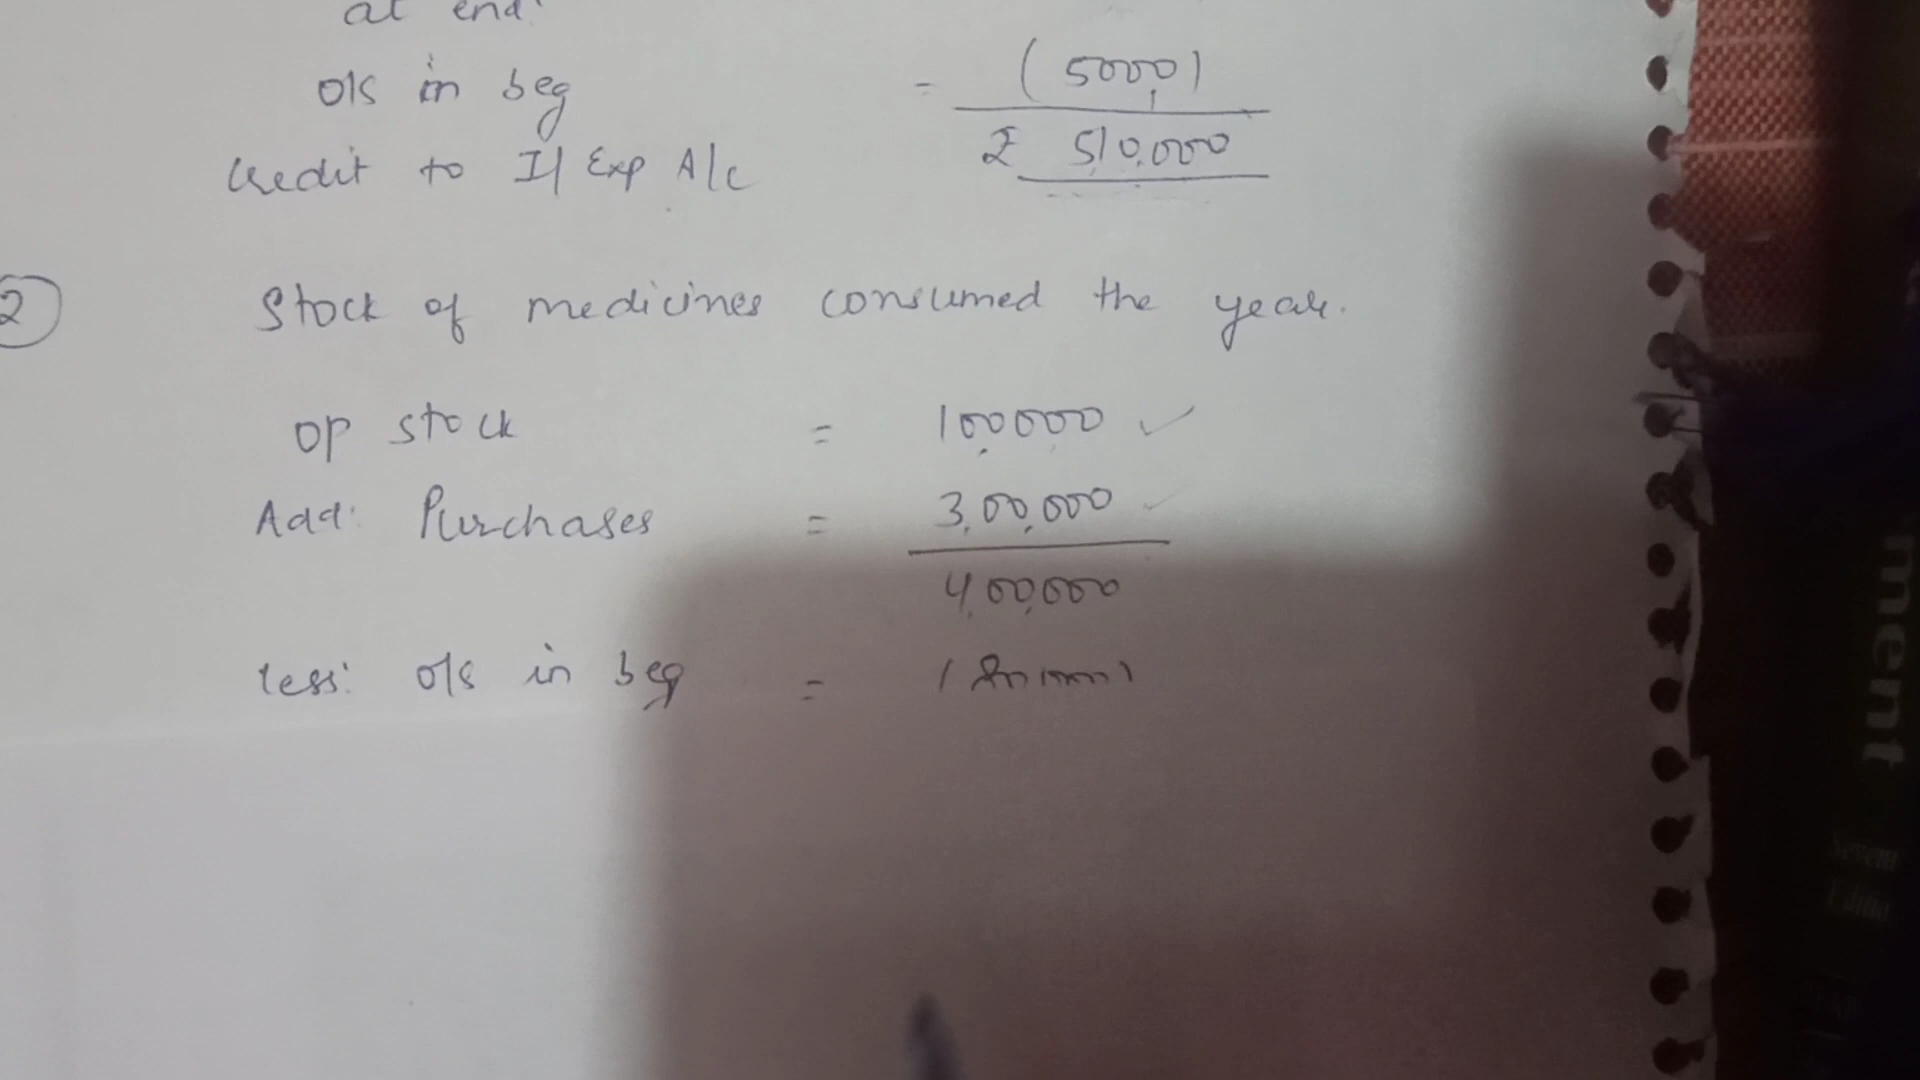 at end.
o/s in beg = (5000)
Credit to I/Exp A/c ₹ 510,000
2 Stock of medicines consumed the year.
OP stock = 100000 ✓
Add: Purchases = 3,00,000 ✓
4,00,000
less: o/s in beg =
ment